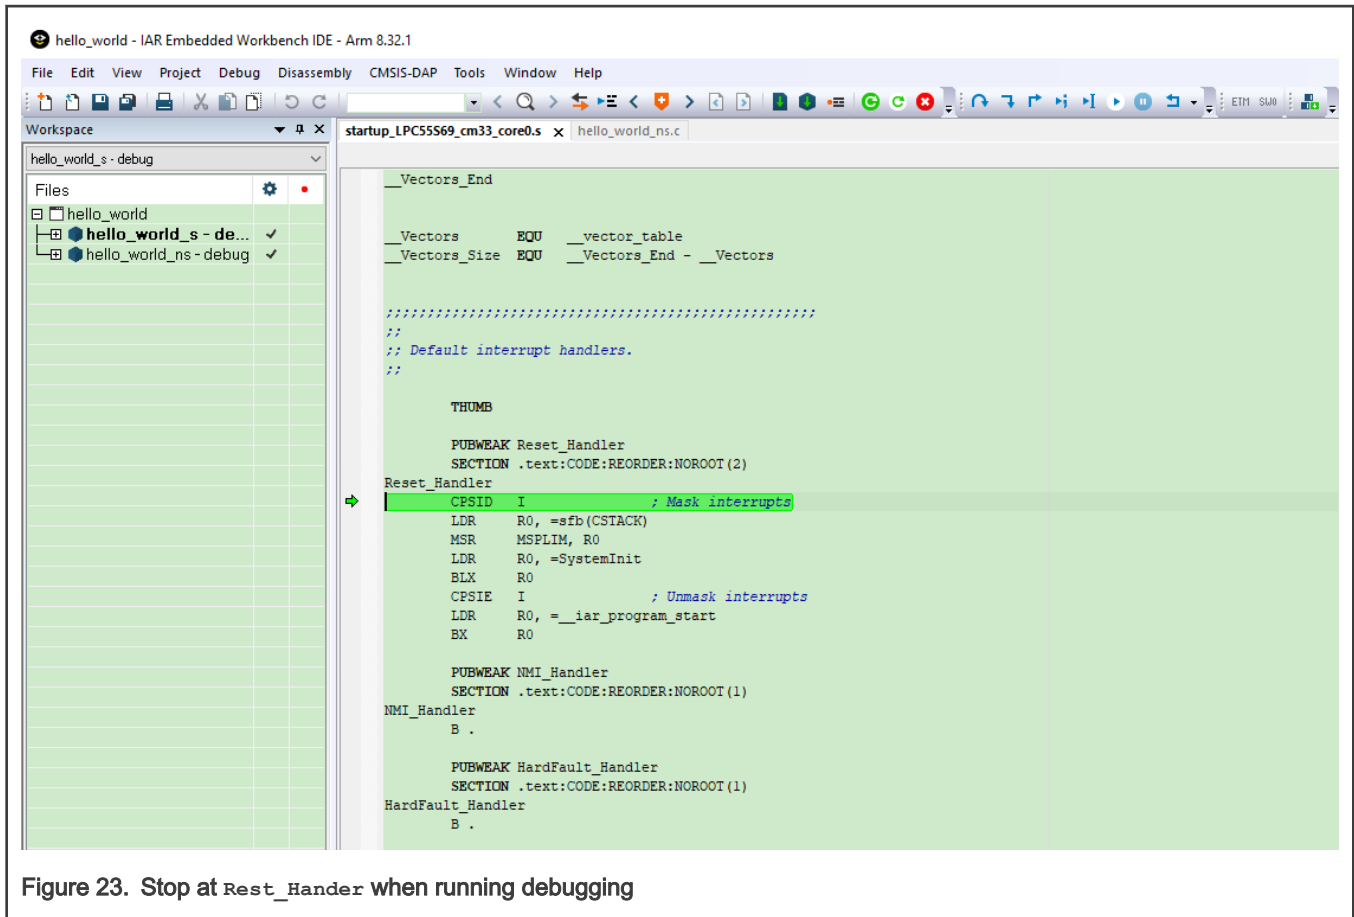 hello_world - IAR Embedded Workbench IDE - Arm 8.32.1
File Edit View Project Debug Disassembly CMSIS-DAP Tools Window Help
ETM SWO
Workspace
startup_LPC55S69_cm33_core0.s x hello_world_ns.c
hello_world_s - debug
Files
hello_world
hello_world_s - de...
hello_world_ns - debug
__Vectors_End
__Vectors EQU __vector_table
__Vectors_Size EQU __Vectors_End - __Vectors
;;;;;;;;;;;;;;;;;;;;;;;;;;;;;;;;;;;;;;;;;;;;;;;;;;;;
;;
;; Default interrupt handlers.
;;
THUMB
PUBWEAK Reset_Handler
SECTION .text:CODE:REORDER:NOROOT(2)
Reset_Handler
CPSID I ; Mask interrupts
LDR R0, =sfb(CSTACK)
MSR MSPLIM, R0
LDR R0, =SystemInit
BLX R0
CPSIE I ; Unmask interrupts
LDR R0, =__iar_program_start
BX R0
PUBWEAK NMI_Handler
SECTION .text:CODE:REORDER:NOROOT(1)
NMI_Handler
B .
PUBWEAK HardFault_Handler
SECTION .text:CODE:REORDER:NOROOT(1)
HardFault_Handler
B .
Figure 23. Stop at Rest_Hander when running debugging